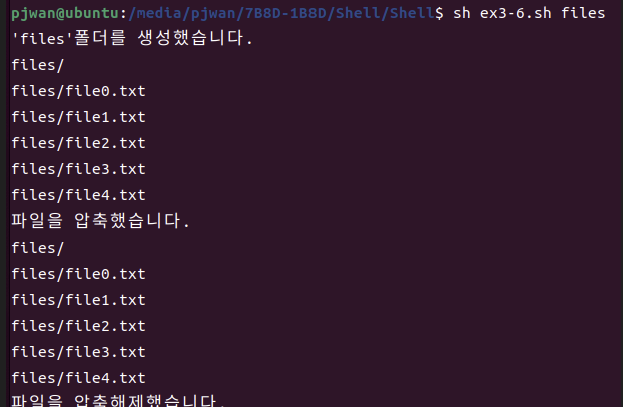 pjwan@ubuntu:/media/pjwan/7B8D-1BBD/Shell/Shell$ sh ex3-6.sh files
'files'폴더를 생성했습니다.
files/
files/file0.txt
files/file1.txt
files/file2.txt
files/file3.txt
files/file4.txt
파일을 압축했습니다.
files/
files/file0.txt
files/file1.txt
files/file2.txt
files/file3.txt
files/file4.txt
파일을 압축해제했습니다.